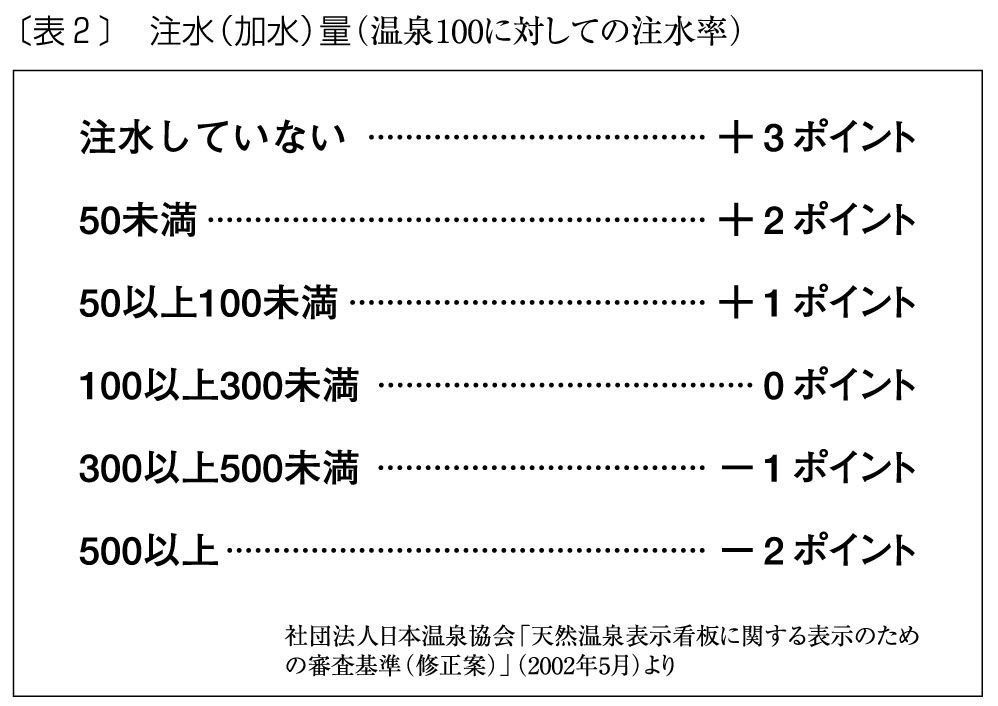 〔表2〕 注水(加水)量(温泉100に対しての注水率)
注水していない …………………………… +3ポイント
50未満 ………………………………………… +2ポイント
50以上100未満 …………………………… +1ポイント
100以上300未満 ……………………………… 0ポイント
300以上500未満 ………………………… −1ポイント
500以上 ……………………………………… −2ポイント
社団法人日本温泉協会「天然温泉表示看板に関する表示のため
の審査基準(修正案)」(2002年5月)より